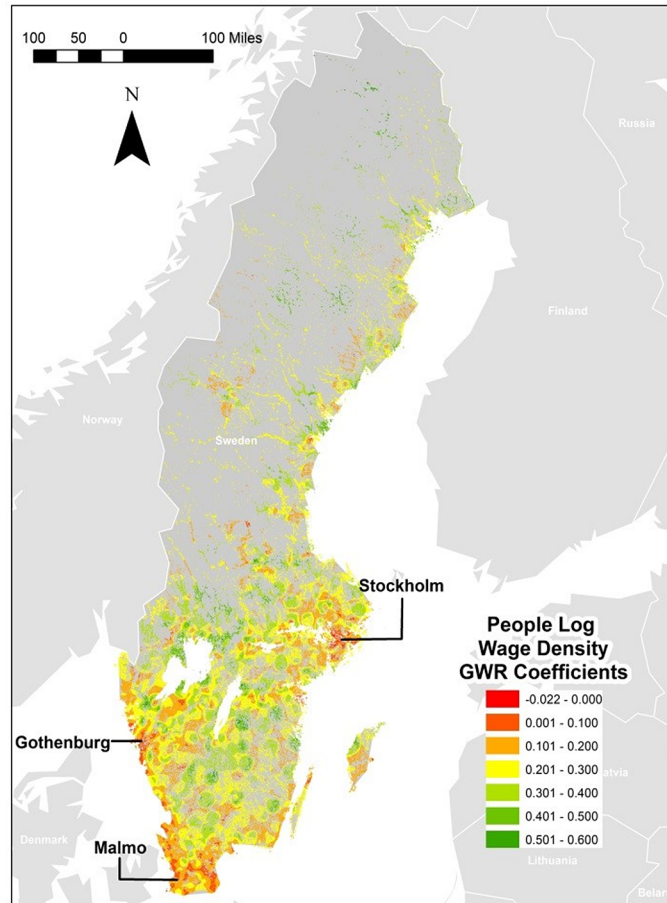 100 50 0 100 Miles
N
Russia
Finland
Norway
Sweden
Stockholm
People Log
Wage Density
GWR Coefficients
-0.022 - 0.000
0.001 - 0.100
0.101 - 0.200
0.201 - 0.300
0.301 - 0.400
0.401 - 0.500
0.501 - 0.600
Gothenburg
atvia
Denmark
Malmo
Lithuania
Belar